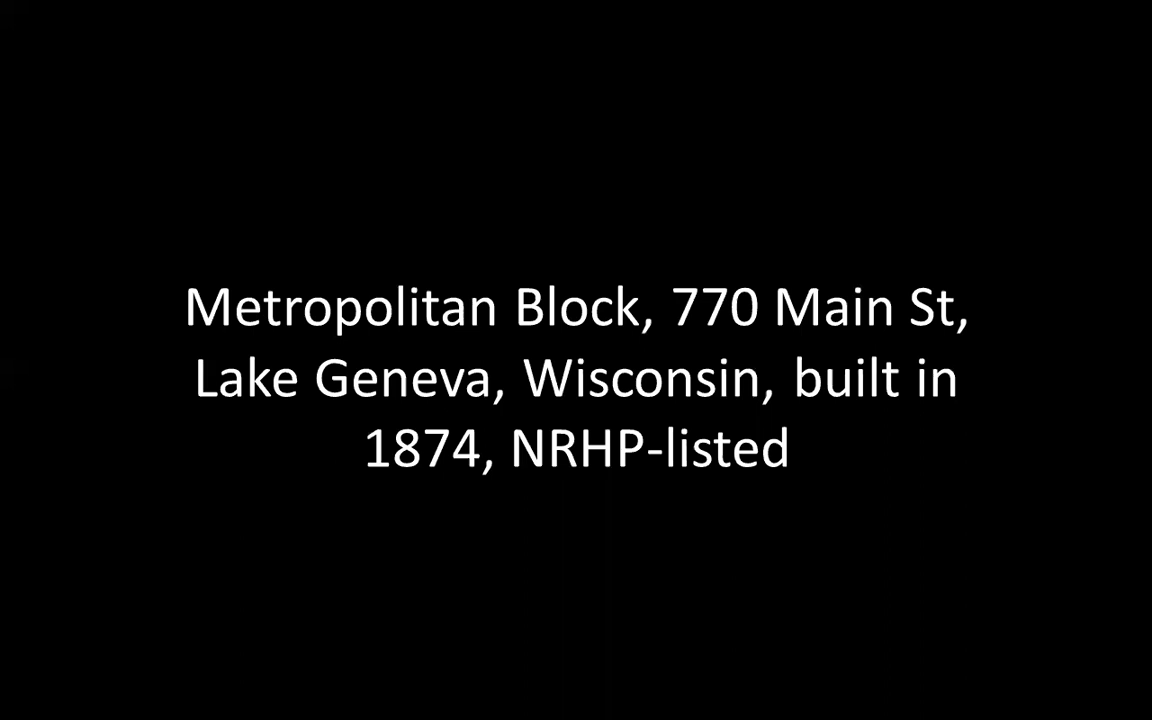 Metropolitan Block, 770 Main St,
Lake Geneva, Wisconsin, built in
1874, NRHP-listed